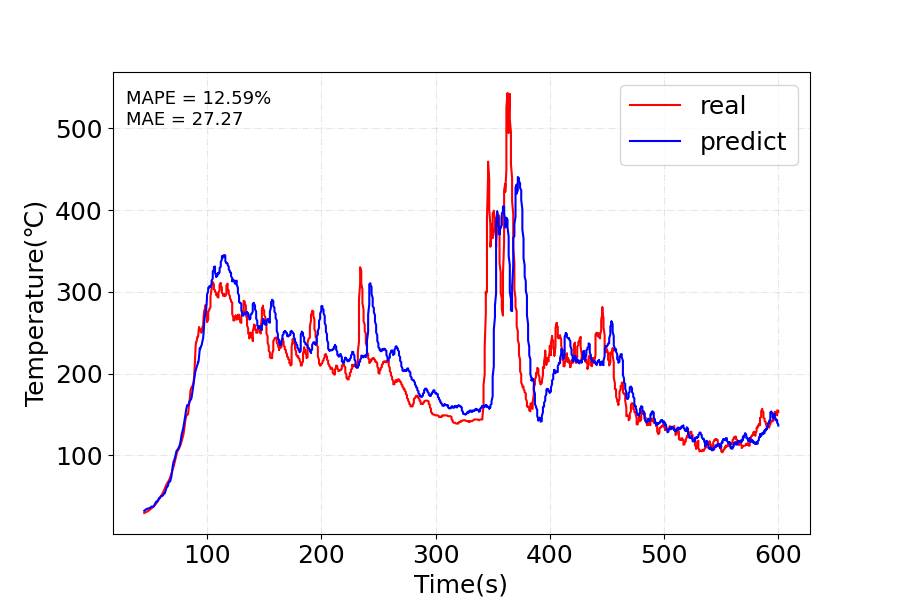 MAPE = 12.59%
MAE = 27.27
real
predict
500
400
300
200
100
Temperature(℃)
100 200 300 400 500 600
Time(s)